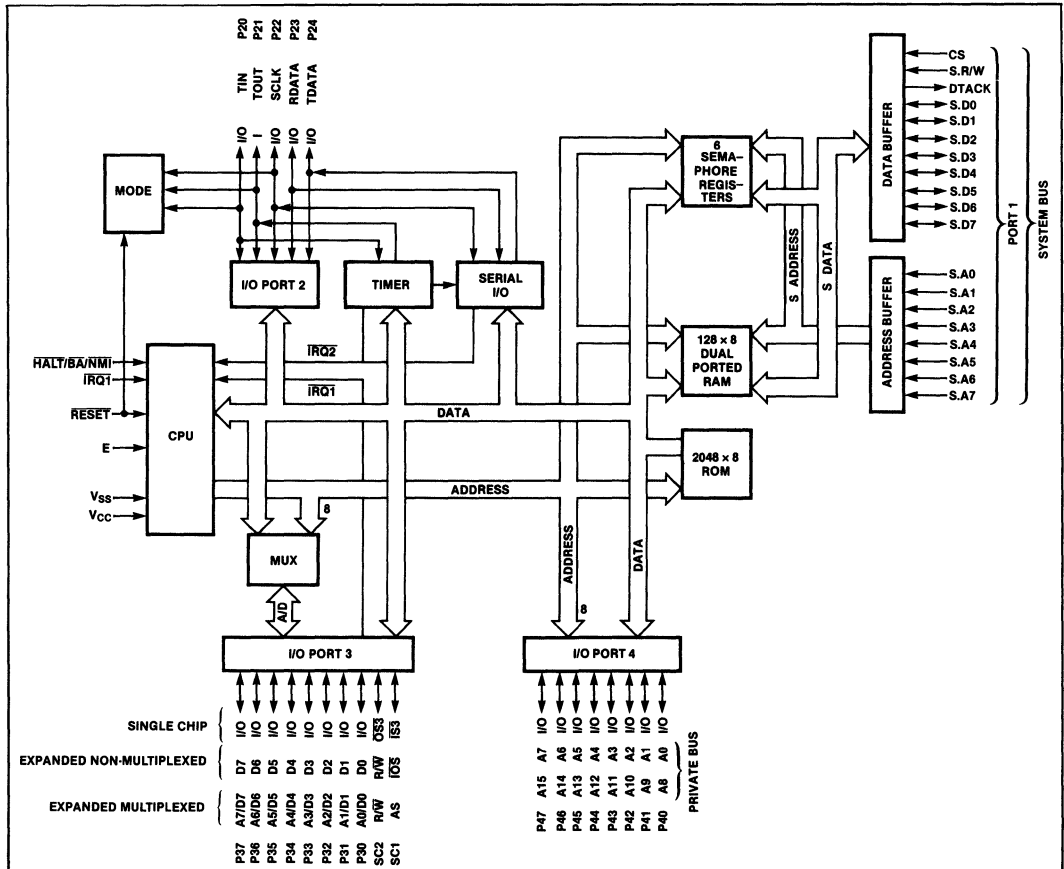 P20 P21 P22 P23 P24
TIN TOUT SCLK RDATA TDATA
I/O I I/O I/O I/O
MODE
I/O PORT 2
TIMER
SERIAL I/O
HALT/BA/NMI
IRQ1
RESET
E
VSS
VCC
CPU
IRQ2
IRQ1
DATA
ADDRESS
8
MUX
A/D
I/O PORT 3
6
SEMA-
PHORE
REGIS-
TERS
S ADDRESS
S DATA
128 × 8
DUAL
PORTED
RAM
2048 × 8
ROM
ADDRESS
DATA
8
I/O PORT 4
DATA BUFFER
CS
S.R/W
DTACK
S.D0
S.D1
S.D2
S.D3
S.D4
S.D5
S.D6
S.D7
ADDRESS BUFFER
S.A0
S.A1
S.A2
S.A3
S.A4
S.A5
S.A6
S.A7
PORT 1
SYSTEM BUS
SINGLE CHIP
I/O I/O I/O I/O I/O I/O I/O I/O OS3 IS3
EXPANDED NON-MULTIPLEXED
D7 D6 D5 D4 D3 D2 D1 D0 R/W IOS
EXPANDED MULTIPLEXED
A7/D7 A6/D6 A5/D5 A4/D4 A3/D3 A2/D2 A1/D1 A0/D0 R/W AS
P37 P36 P35 P34 P33 P32 P31 P30 SC2 SC1
I/O I/O I/O I/O I/O I/O I/O I/O
A7 A6 A5 A4 A3 A2 A1 A0
A15 A14 A13 A12 A11 A10 A9 A8
P47 P46 P45 P44 P43 P42 P41 P40
PRIVATE BUS